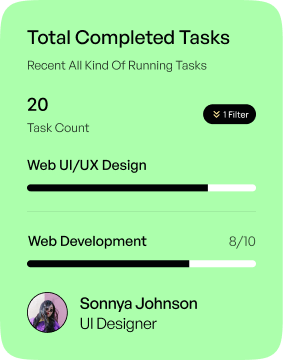 Total Completed Tasks
Recent All Kind Of Running Tasks
20
1 Filter
Task Count
Web UI/UX Design
Web Development 8/10
Sonnya Johnson
UI Designer